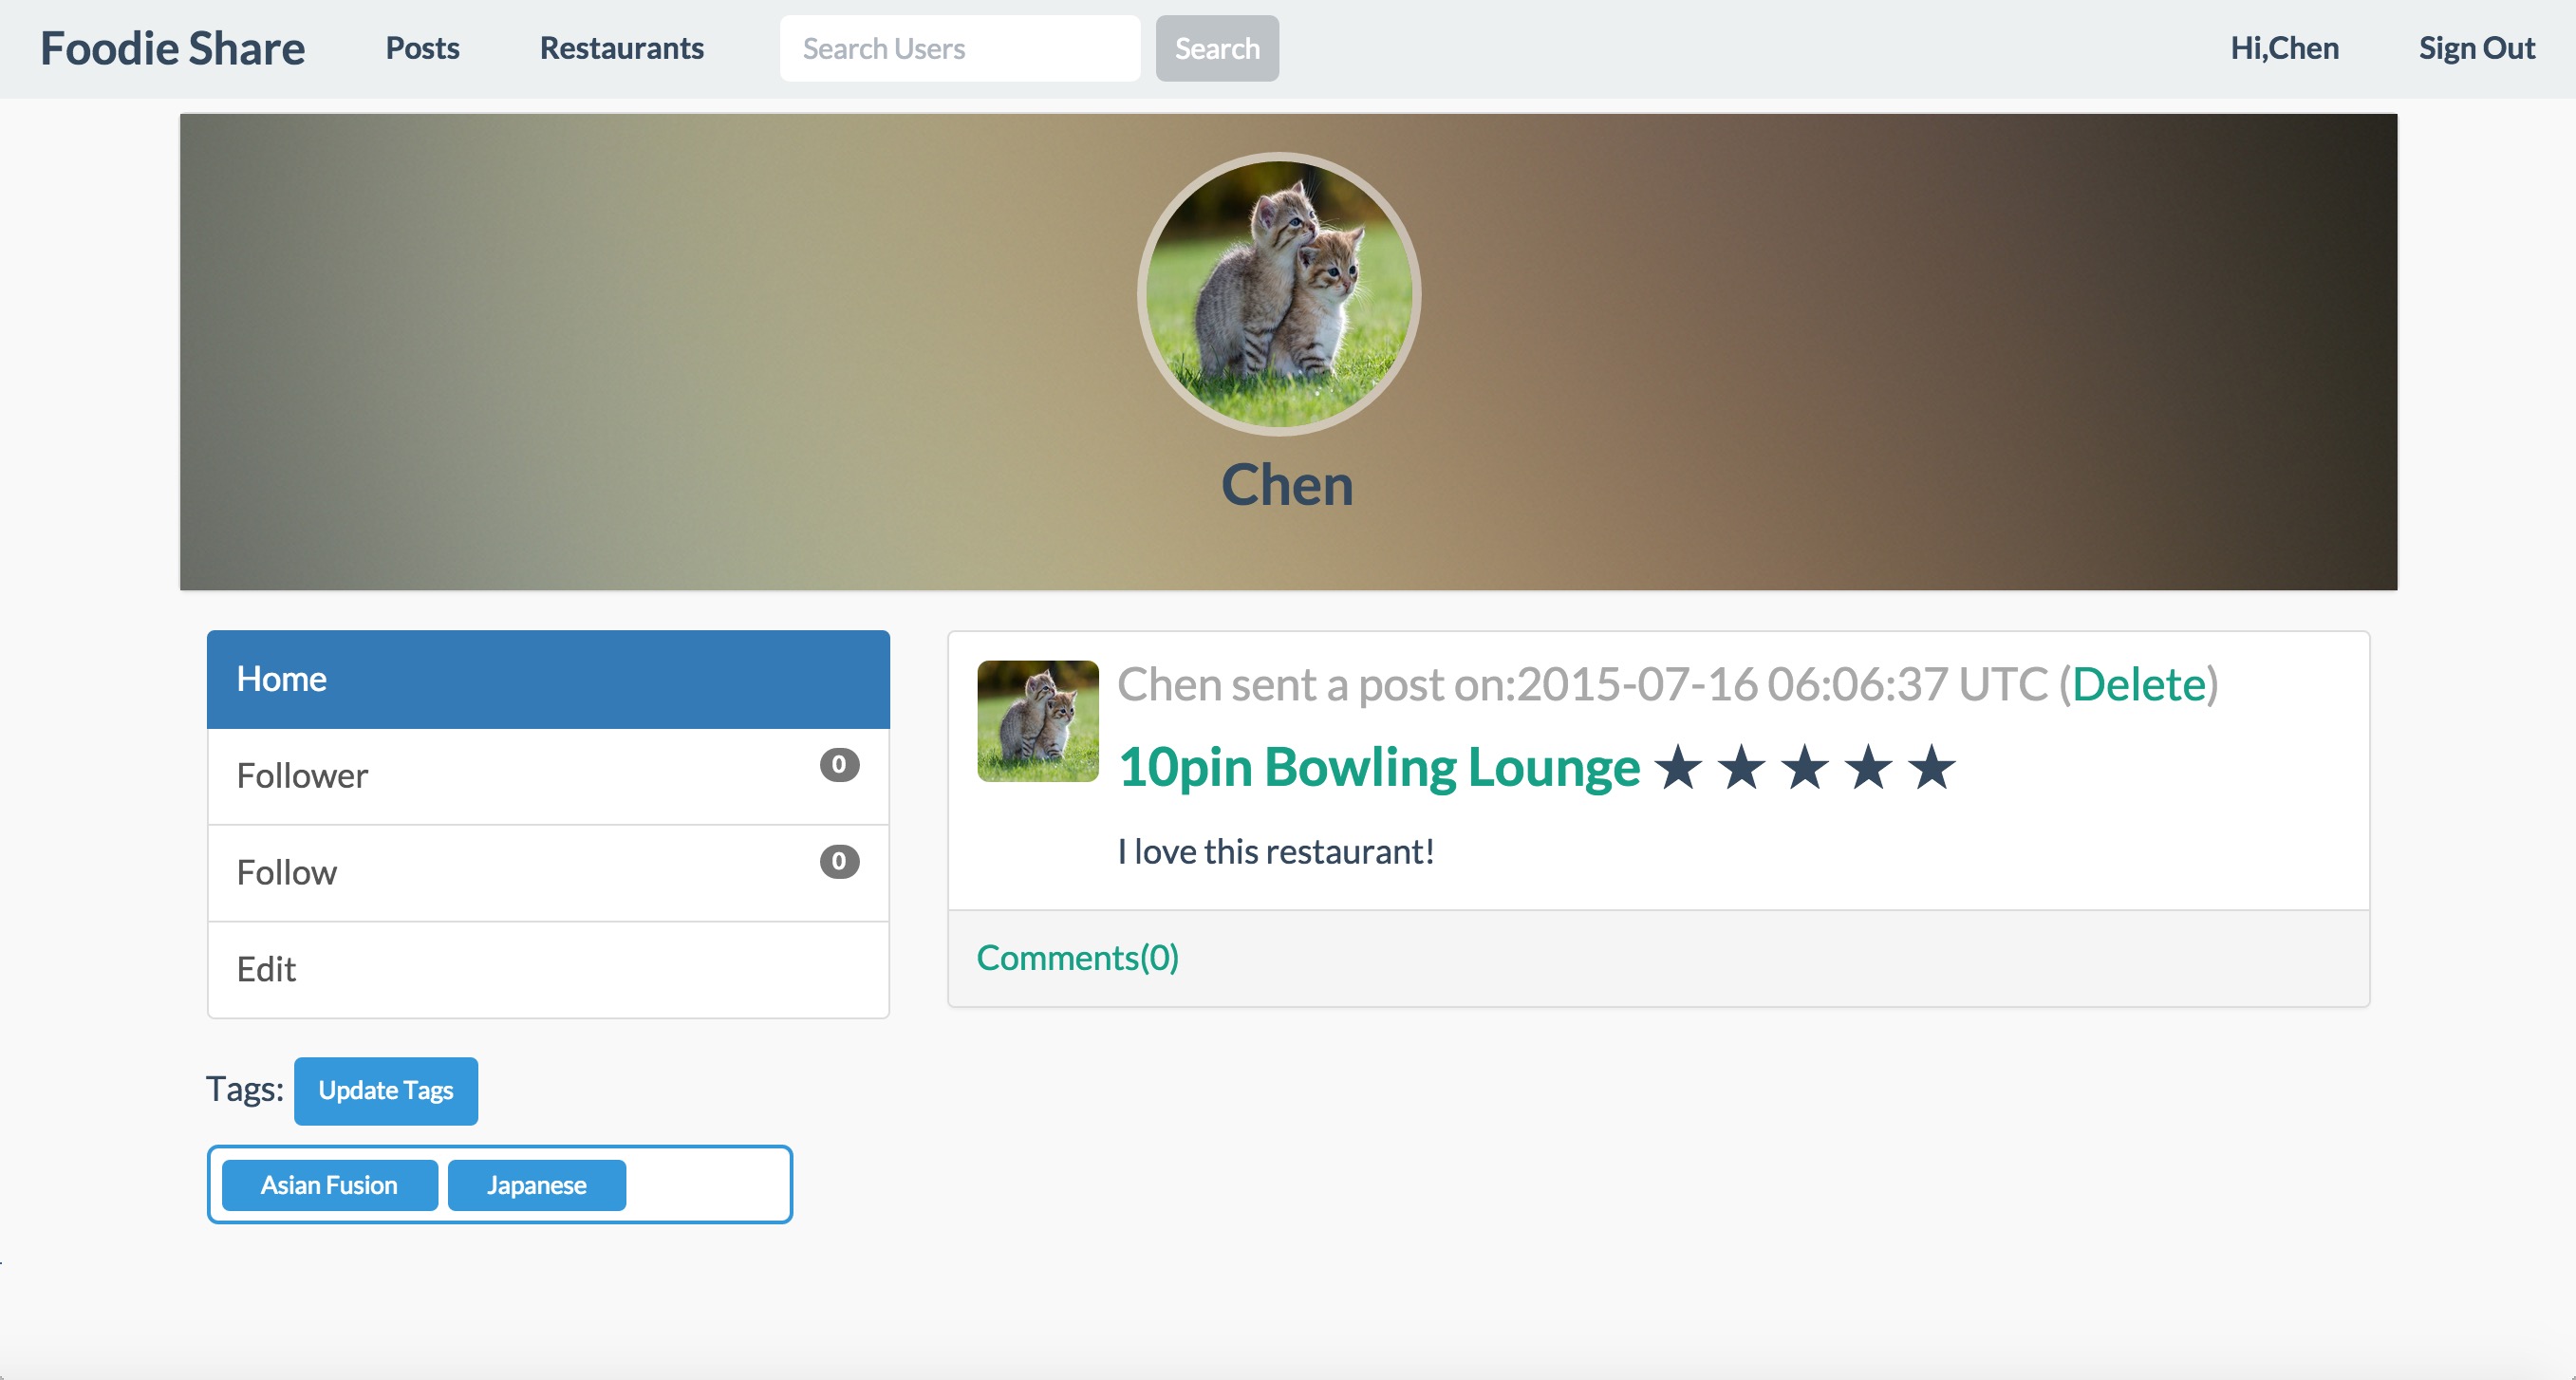 Foodie Share Posts Restaurants Search Users Search Hi,Chen Sign Out
Chen
Home
Follower 0
Follow 0
Edit
Tags: Update Tags
Asian Fusion Japanese
Chen sent a post on:2015-07-16 06:06:37 UTC (Delete)
10pin Bowling Lounge ★ ★ ★ ★ ★
I love this restaurant!
Comments(0)